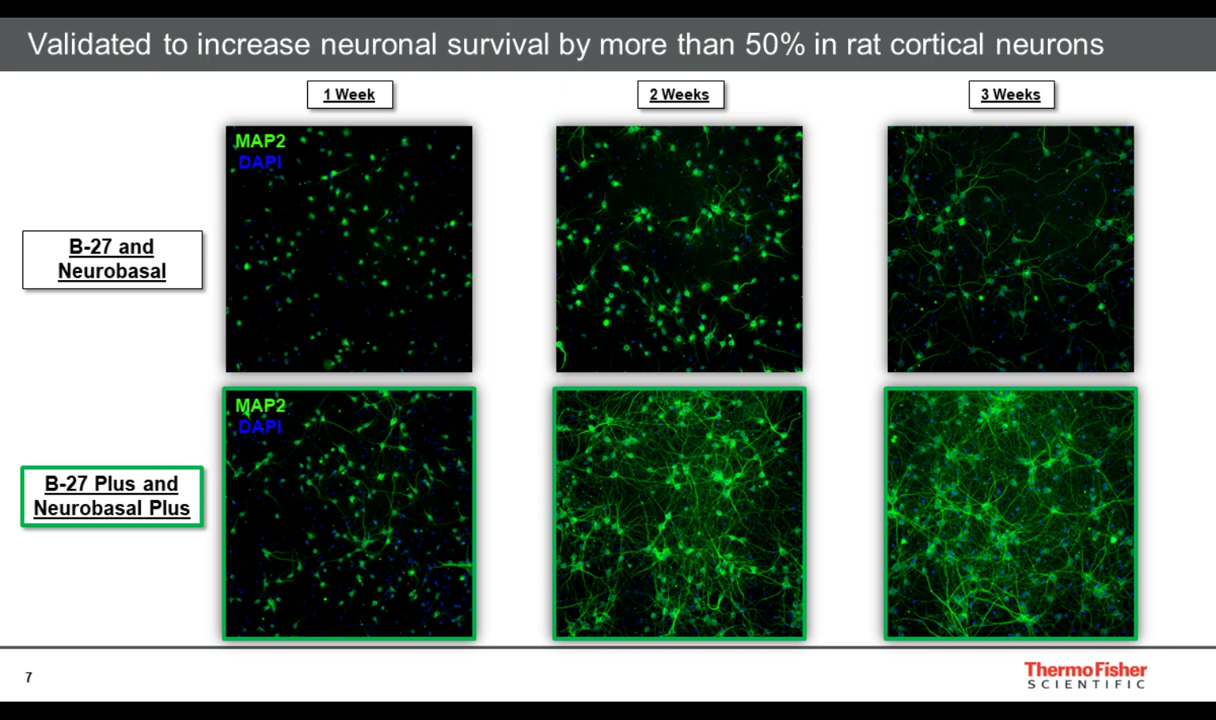 Validated to increase neuronal survival by more than 50% in rat cortical neurons
1 Week
2 Weeks
3 Weeks
MAP2
DAPI
B-27 and
Neurobasal
MAP2
DAPI
B-27 Plus and
Neurobasal Plus
7
ThermoFisher
SCIENTIFIC